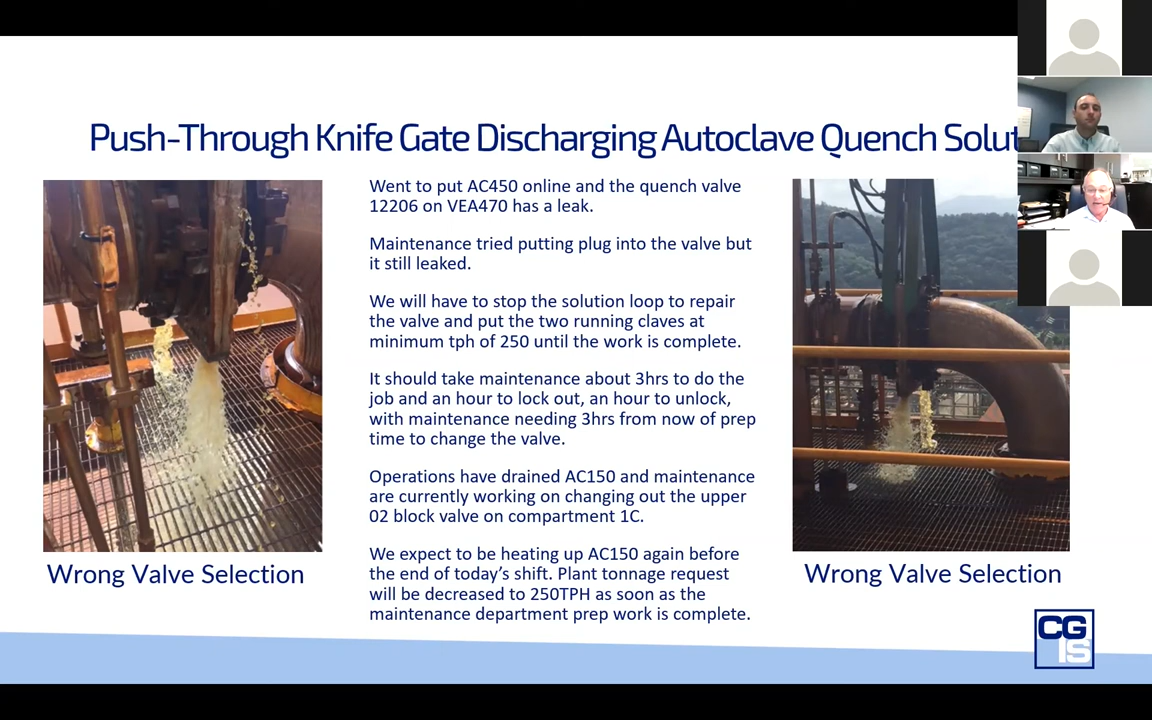 Push-Through Knife Gate Discharging Autoclave Quench Solut
Went to put AC450 online and the quench valve
12206 on VEA470 has a leak.
Maintenance tried putting plug into the valve but
it still leaked.
We will have to stop the solution loop to repair
the valve and put the two running claves at
minimum tph of 250 until the work is complete.
It should take maintenance about 3hrs to do the
job and an hour to lock out, an hour to unlock,
with maintenance needing 3hrs from now of prep
time to change the valve.
Operations have drained AC150 and maintenance
are currently working on changing out the upper
02 block valve on compartment 1C.
We expect to be heating up AC150 again before
the end of today's shift. Plant tonnage request
will be decreased to 250TPH as soon as the
maintenance department prep work is complete.
Wrong Valve Selection
Wrong Valve Selection
CG
IS